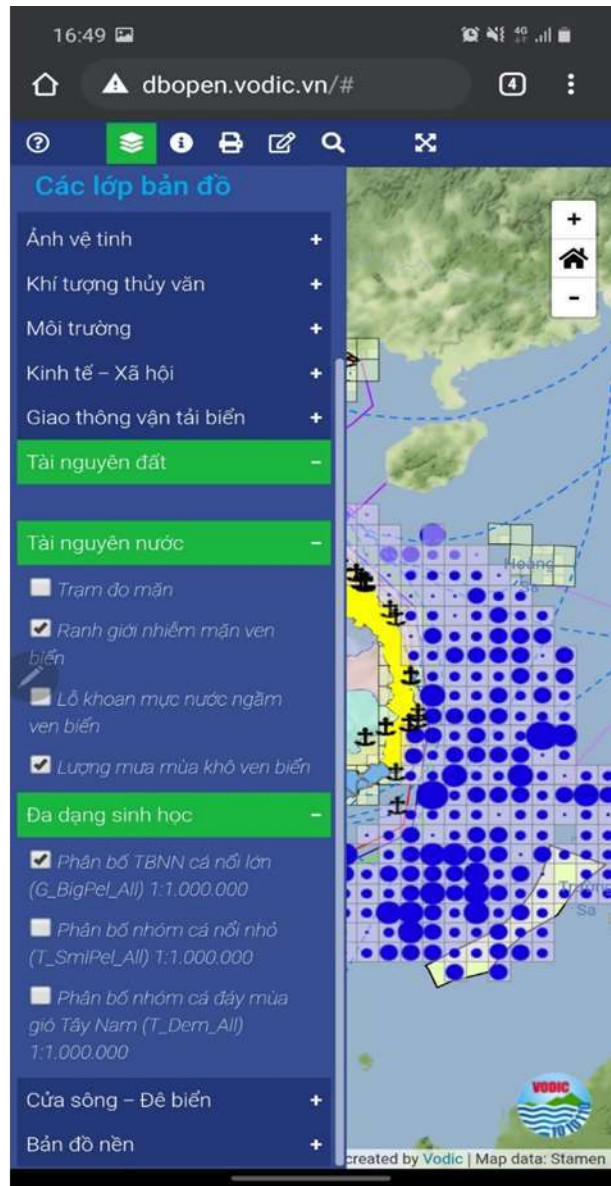 16:49
4G
dbopen.vodic.vn/#
4
Các lớp bản đồ
Ảnh vệ tinh +
Khí tượng thủy văn +
Môi trường +
Kinh tế – Xã hội +
Giao thông vận tải biển +
Tài nguyên đất –
Tài nguyên nước –
Trạm đo mặn
Ranh giới nhiễm mặn ven
biển
Lỗ khoan mực nước ngầm
ven biển
Lượng mưa mùa khô ven biển
Đa dạng sinh học –
Phân bố TBNN cá nổi lớn
(G_BigPel_All) 1:1.000.000
Phân bố nhóm cá nổi nhỏ
(T_SmlPel_All) 1:1.000.000
Phân bố nhóm cá đáy mùa
gió Tây Nam (T_Dem_All)
1:1.000.000
Cửa sông – Đê biển +
Bản đồ nền +
+
-
Hoàng
Sa
Trường
Sa
VODIC
created by Vodic | Map data: Stamen